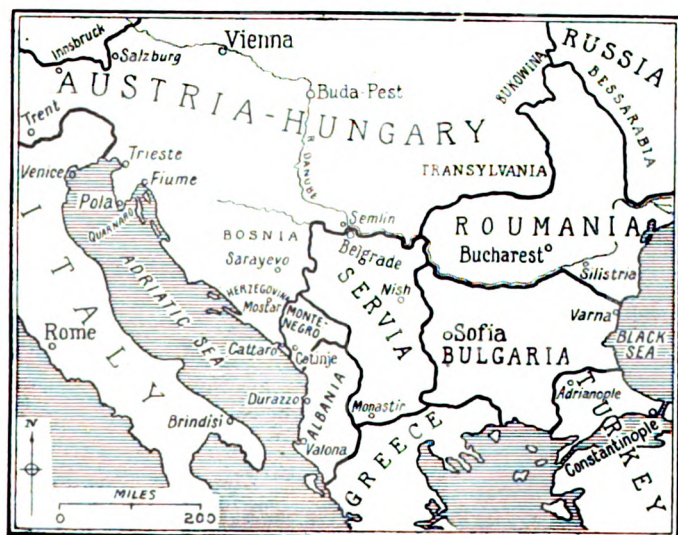 Innsbruck
Salzburg
Vienna
RUSSIA
BESSARABIA
BUKOWINA
AUSTRIA-HUNGARY
Buda-Pest
R. DANUBE
Trent
TRANSYLVANIA
Venice
Trieste
Fiume
Pola
QUARNARO
Semlin
Belgrade
ROUMANIA
Bucharest
Silistria
BOSNIA
Sarayevo
HERZEGOVINA
Mostar
MONTE-
NEGRO
SERVIA
Nish
ITALY
ADRIATIC SEA
Rome
Cattaro
Cetinje
Sofia
BULGARIA
Varna
BLACK
SEA
Durazzo
ALBANIA
Monastir
Adrianople
TURKEY
Constantinople
Brindisi
Valona
GREECE
N
MILES
0 200